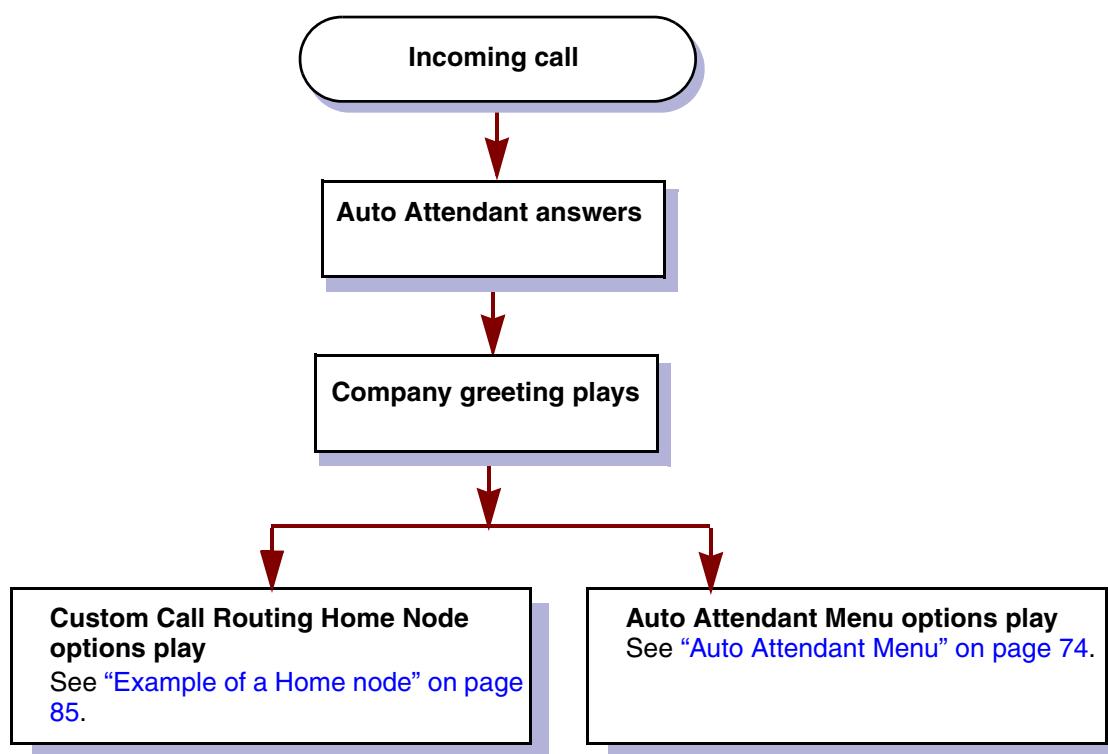 Incoming call
Auto Attendant answers
Company greeting plays
Custom Call Routing Home Node
options play
See “Example of a Home node” on page
85.
Auto Attendant Menu options play
See “Auto Attendant Menu” on page 74.